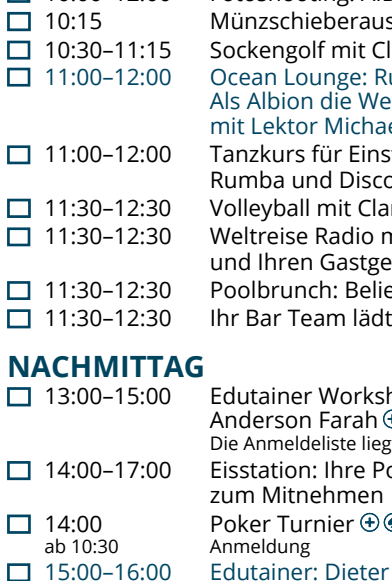 10:15 Münzschieberaus
10:30–11:15 Sockengolf mit Cl
11:00–12:00 Ocean Lounge: Ru
Als Albion die We
mit Lektor Michae
11:00–12:00 Tanzkurs für Eins
Rumba und Disco
11:30–12:30 Volleyball mit Clar
11:30–12:30 Weltreise Radio m
und Ihren Gastge
11:30–12:30 Poolbrunch: Belie
11:30–12:30 Ihr Bar Team lädt
NACHMITTAG
13:00–15:00 Edutainer Worksh
Anderson Farah
Die Anmeldeliste lieg
14:00–17:00 Eisstation: Ihre Po
zum Mitnehmen
14:00 Poker Turnier
ab 10:30 Anmeldung
15:00–16:00 Edutainer: Dieter